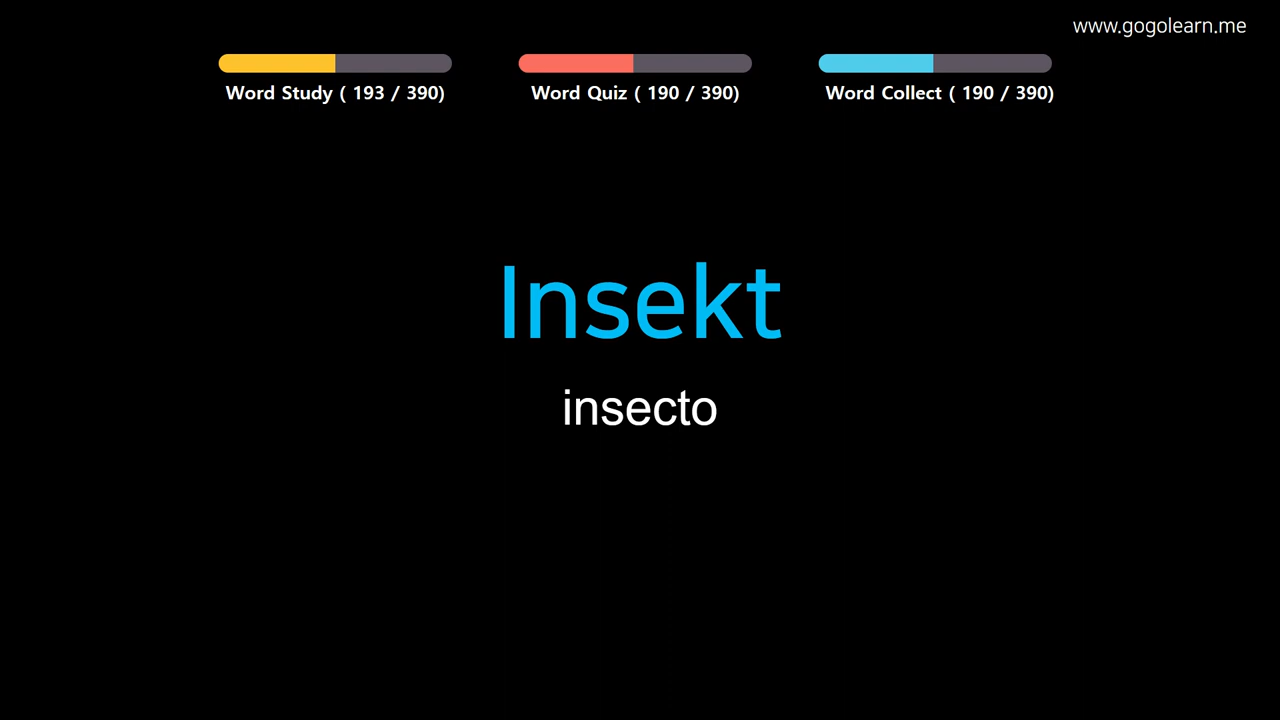 www.gogolearn.me
Word Study ( 193 / 390)
Word Quiz ( 190 / 390)
Word Collect ( 190 / 390)
Insekt
insecto